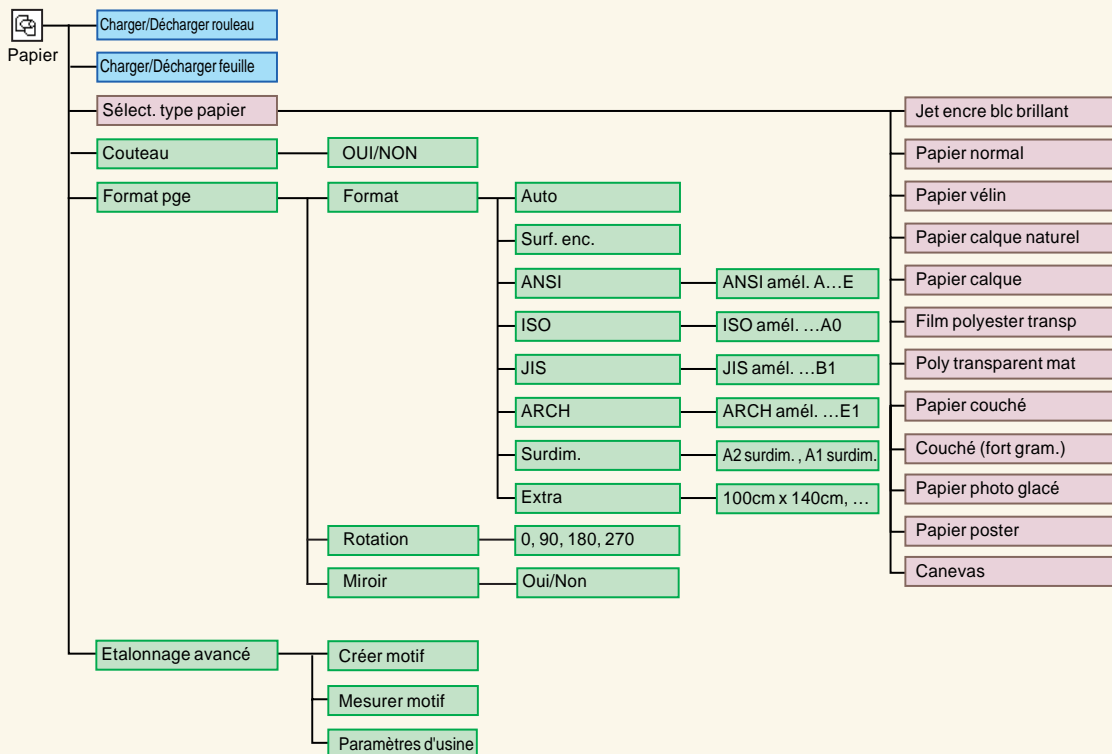 Papier
Charger/Décharger rouleau
Charger/Décharger feuille
Sélect. type papier
Jet encre blc brillant
Papier normal
Papier vélin
Papier calque naturel
Papier calque
Film polyester transp
Poly transparent mat
Papier couché
Couché (fort gram.)
Papier photo glacé
Papier poster
Canevas
Couteau
OUI/NON
Format pge
Format
Auto
Surf. enc.
ANSI
ANSI amél. A…E
ISO
ISO amél. …A0
JIS
JIS amél. …B1
ARCH
ARCH amél. …E1
Surdim.
A2 surdim. , A1 surdim.
Extra
100cm x 140cm, …
Rotation
0, 90, 180, 270
Miroir
Oui/Non
Etalonnage avancé
Créer motif
Mesurer motif
Paramètres d'usine